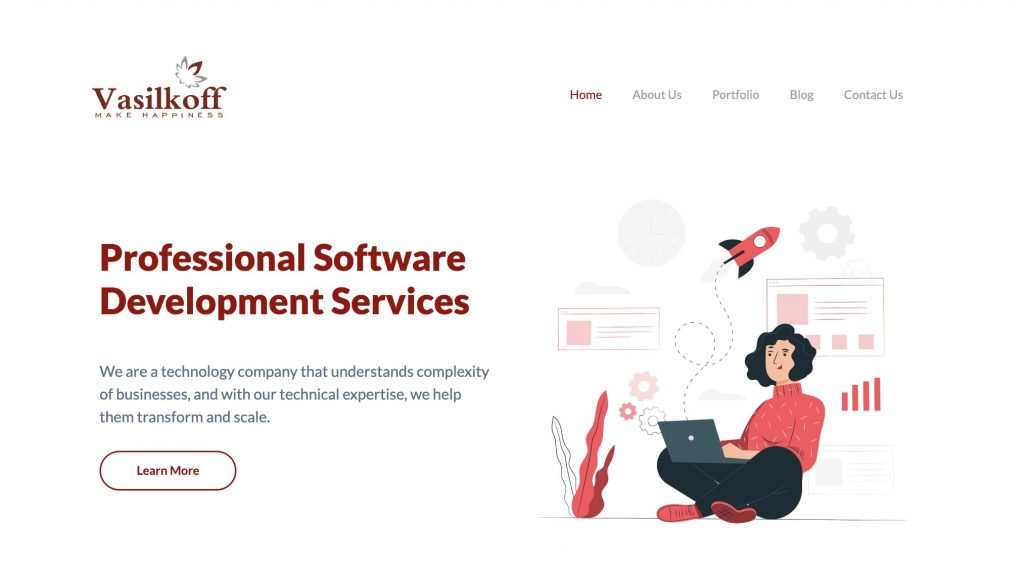 Vasilkoff
MAKE HAPPINESS
Home About Us Portfolio Blog Contact Us
Professional Software
Development Services
We are a technology company that understands complexity
of businesses, and with our technical expertise, we help
them transform and scale.
Learn More